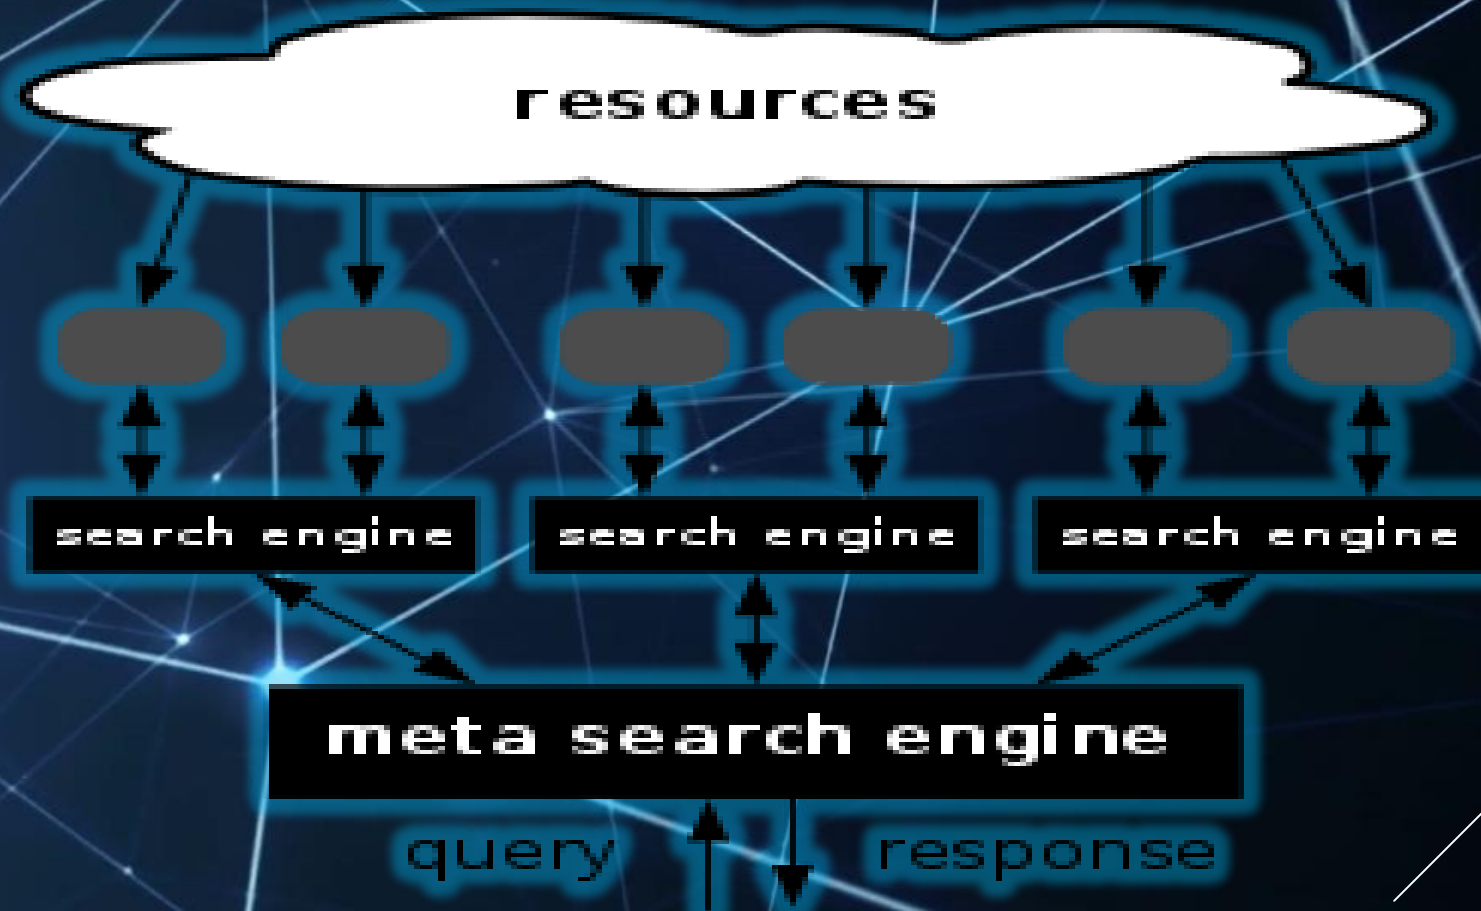 resources
search engine
search engine
search engine
meta search engine
query
response